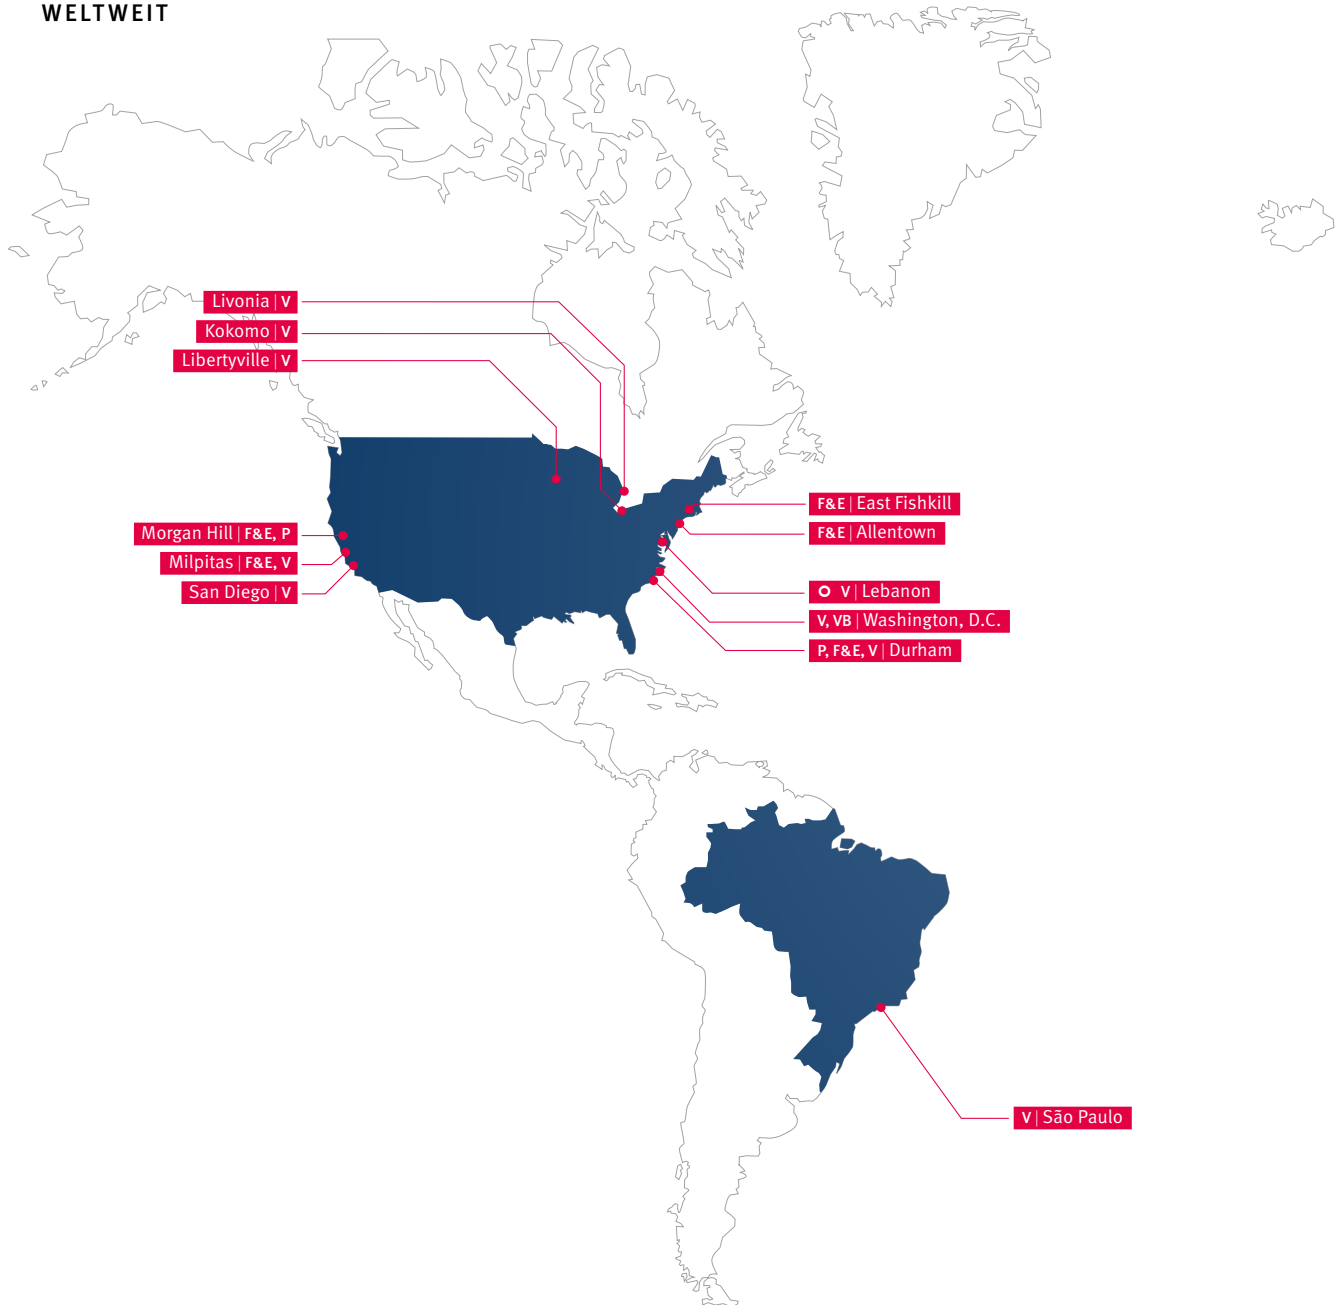 WELTWEIT
Livonia | V
Kokomo | V
Libertyville | V
Morgan Hill | F&E, P
Milpitas | F&E, V
San Diego | V
F&E | East Fishkill
F&E | Allentown
O V | Lebanon
V, VB | Washington, D.C.
P, F&E, V | Durham
V | São Paulo